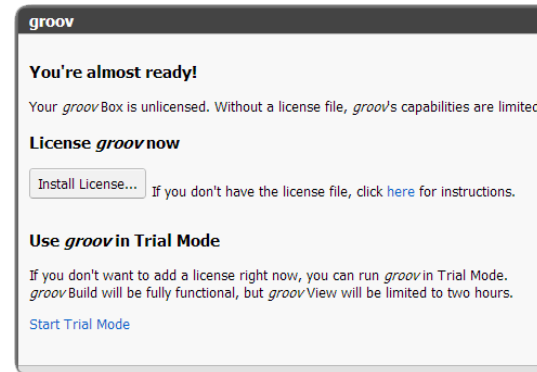 groov
You're almost ready!
Your groov Box is unlicensed. Without a license file, groov's capabilities are limited
License groov now
Install License... If you don't have the license file, click here for instructions.
Use groov in Trial Mode
If you don't want to add a license right now, you can run groov in Trial Mode.
groov Build will be fully functional, but groov View will be limited to two hours.
Start Trial Mode